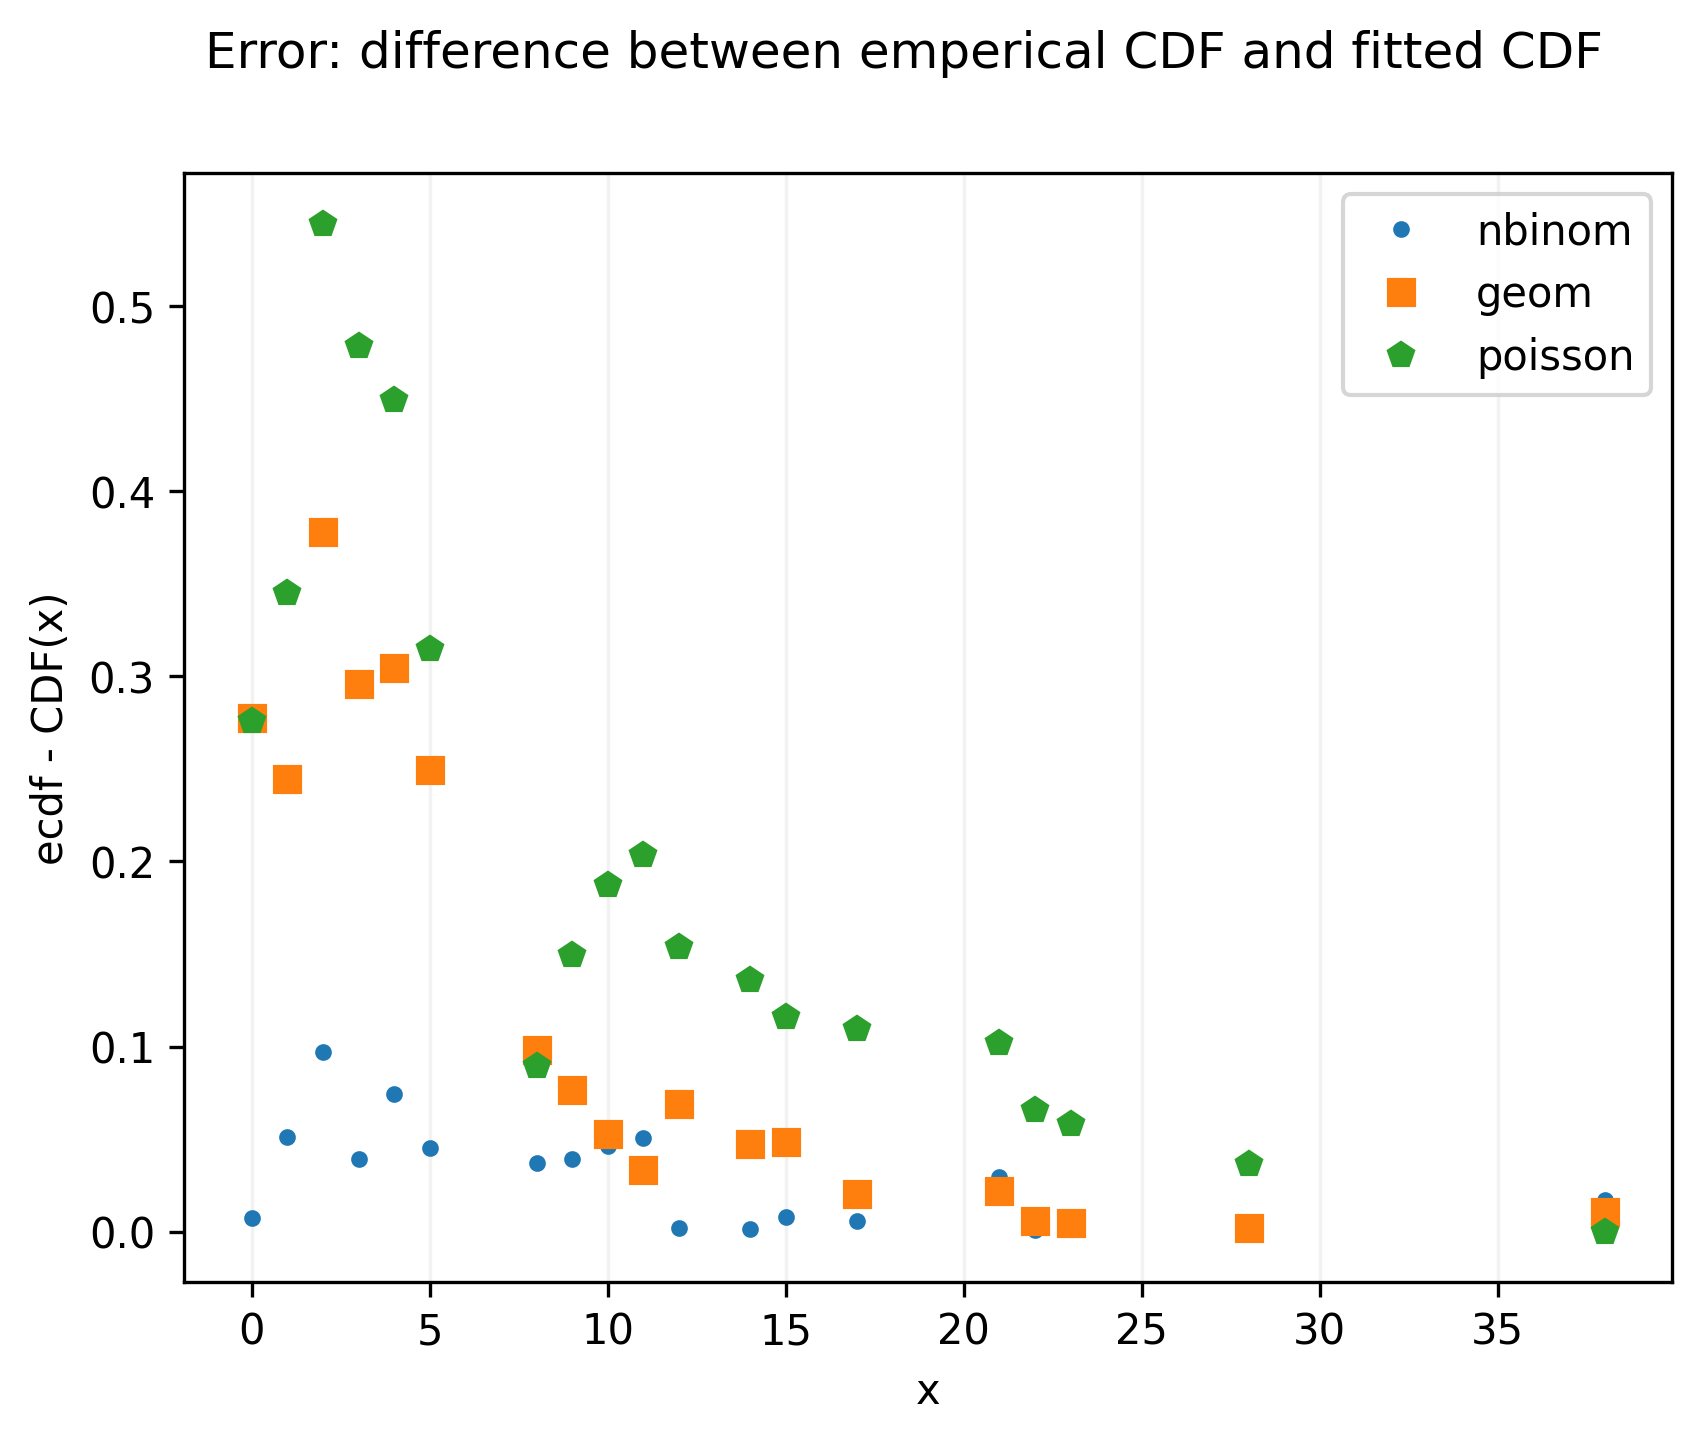 Error: difference between emperical CDF and fitted CDF
nbinom
geom
poisson
ecdf - CDF(x)
0.5
0.4
0.3
0.2
0.1
0.0
0 5 10 15 20 25 30 35
x